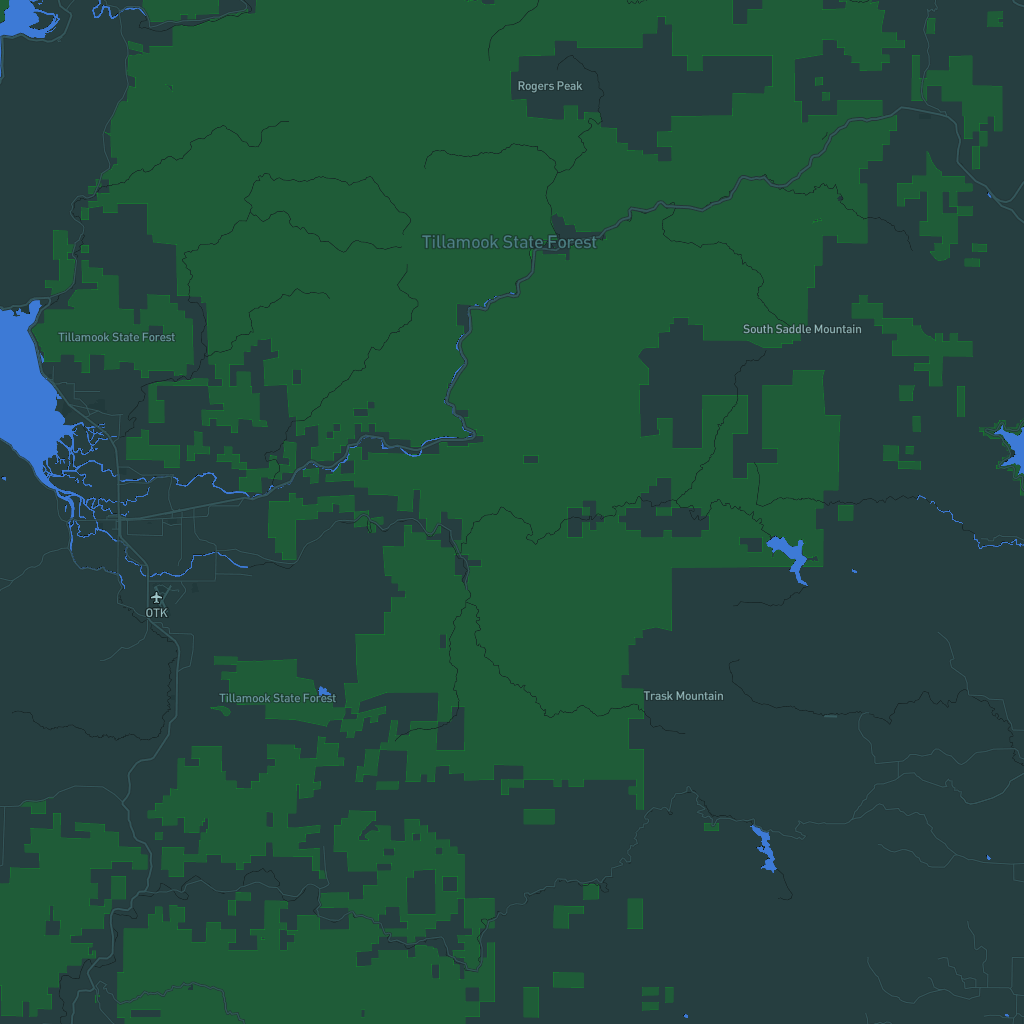 Rogers Peak
Tillamook State Forest
South Saddle Mountain
Tillamook State Forest
OTK
Trask Mountain
Tillamook State Forest